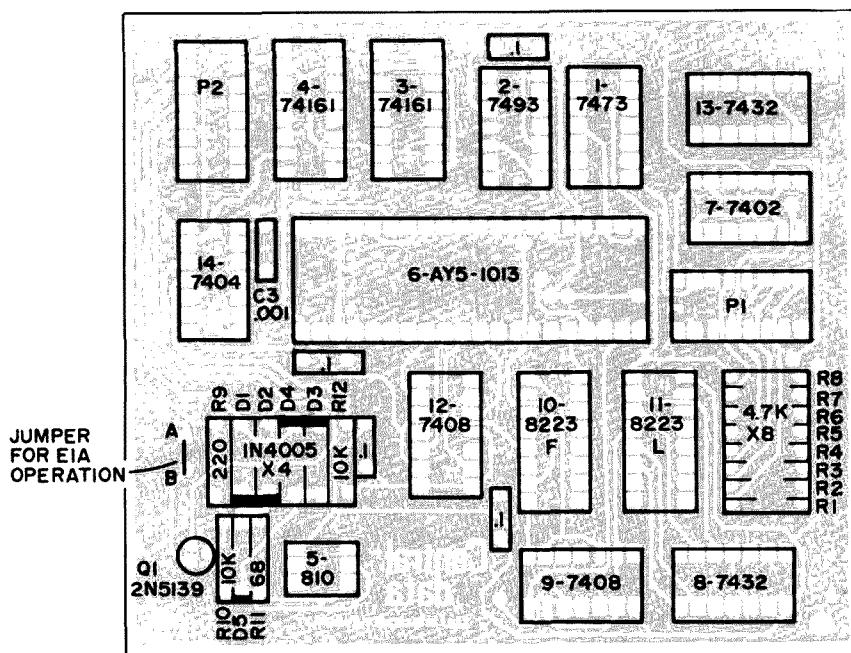 P2
4-
74161
3-
74161
.1
2-
7493
1-
7473
13-7432
7-7402
14-
7404
C3
.001
6-AY5-1013
P1
.1
R9
D1
D2
D4
D3
R12
A
B
JUMPER
FOR EIA
OPERATION
220
1N4005
X4
10K
.1
12-
7408
10-
8223
F
11-
8223
L
4.7K
X8
R8
R7
R6
R5
R4
R3
R2
R1
.1
Q1
2N5139
10K
68
R10
D5
R11
5-
810
9-7408
8-7432